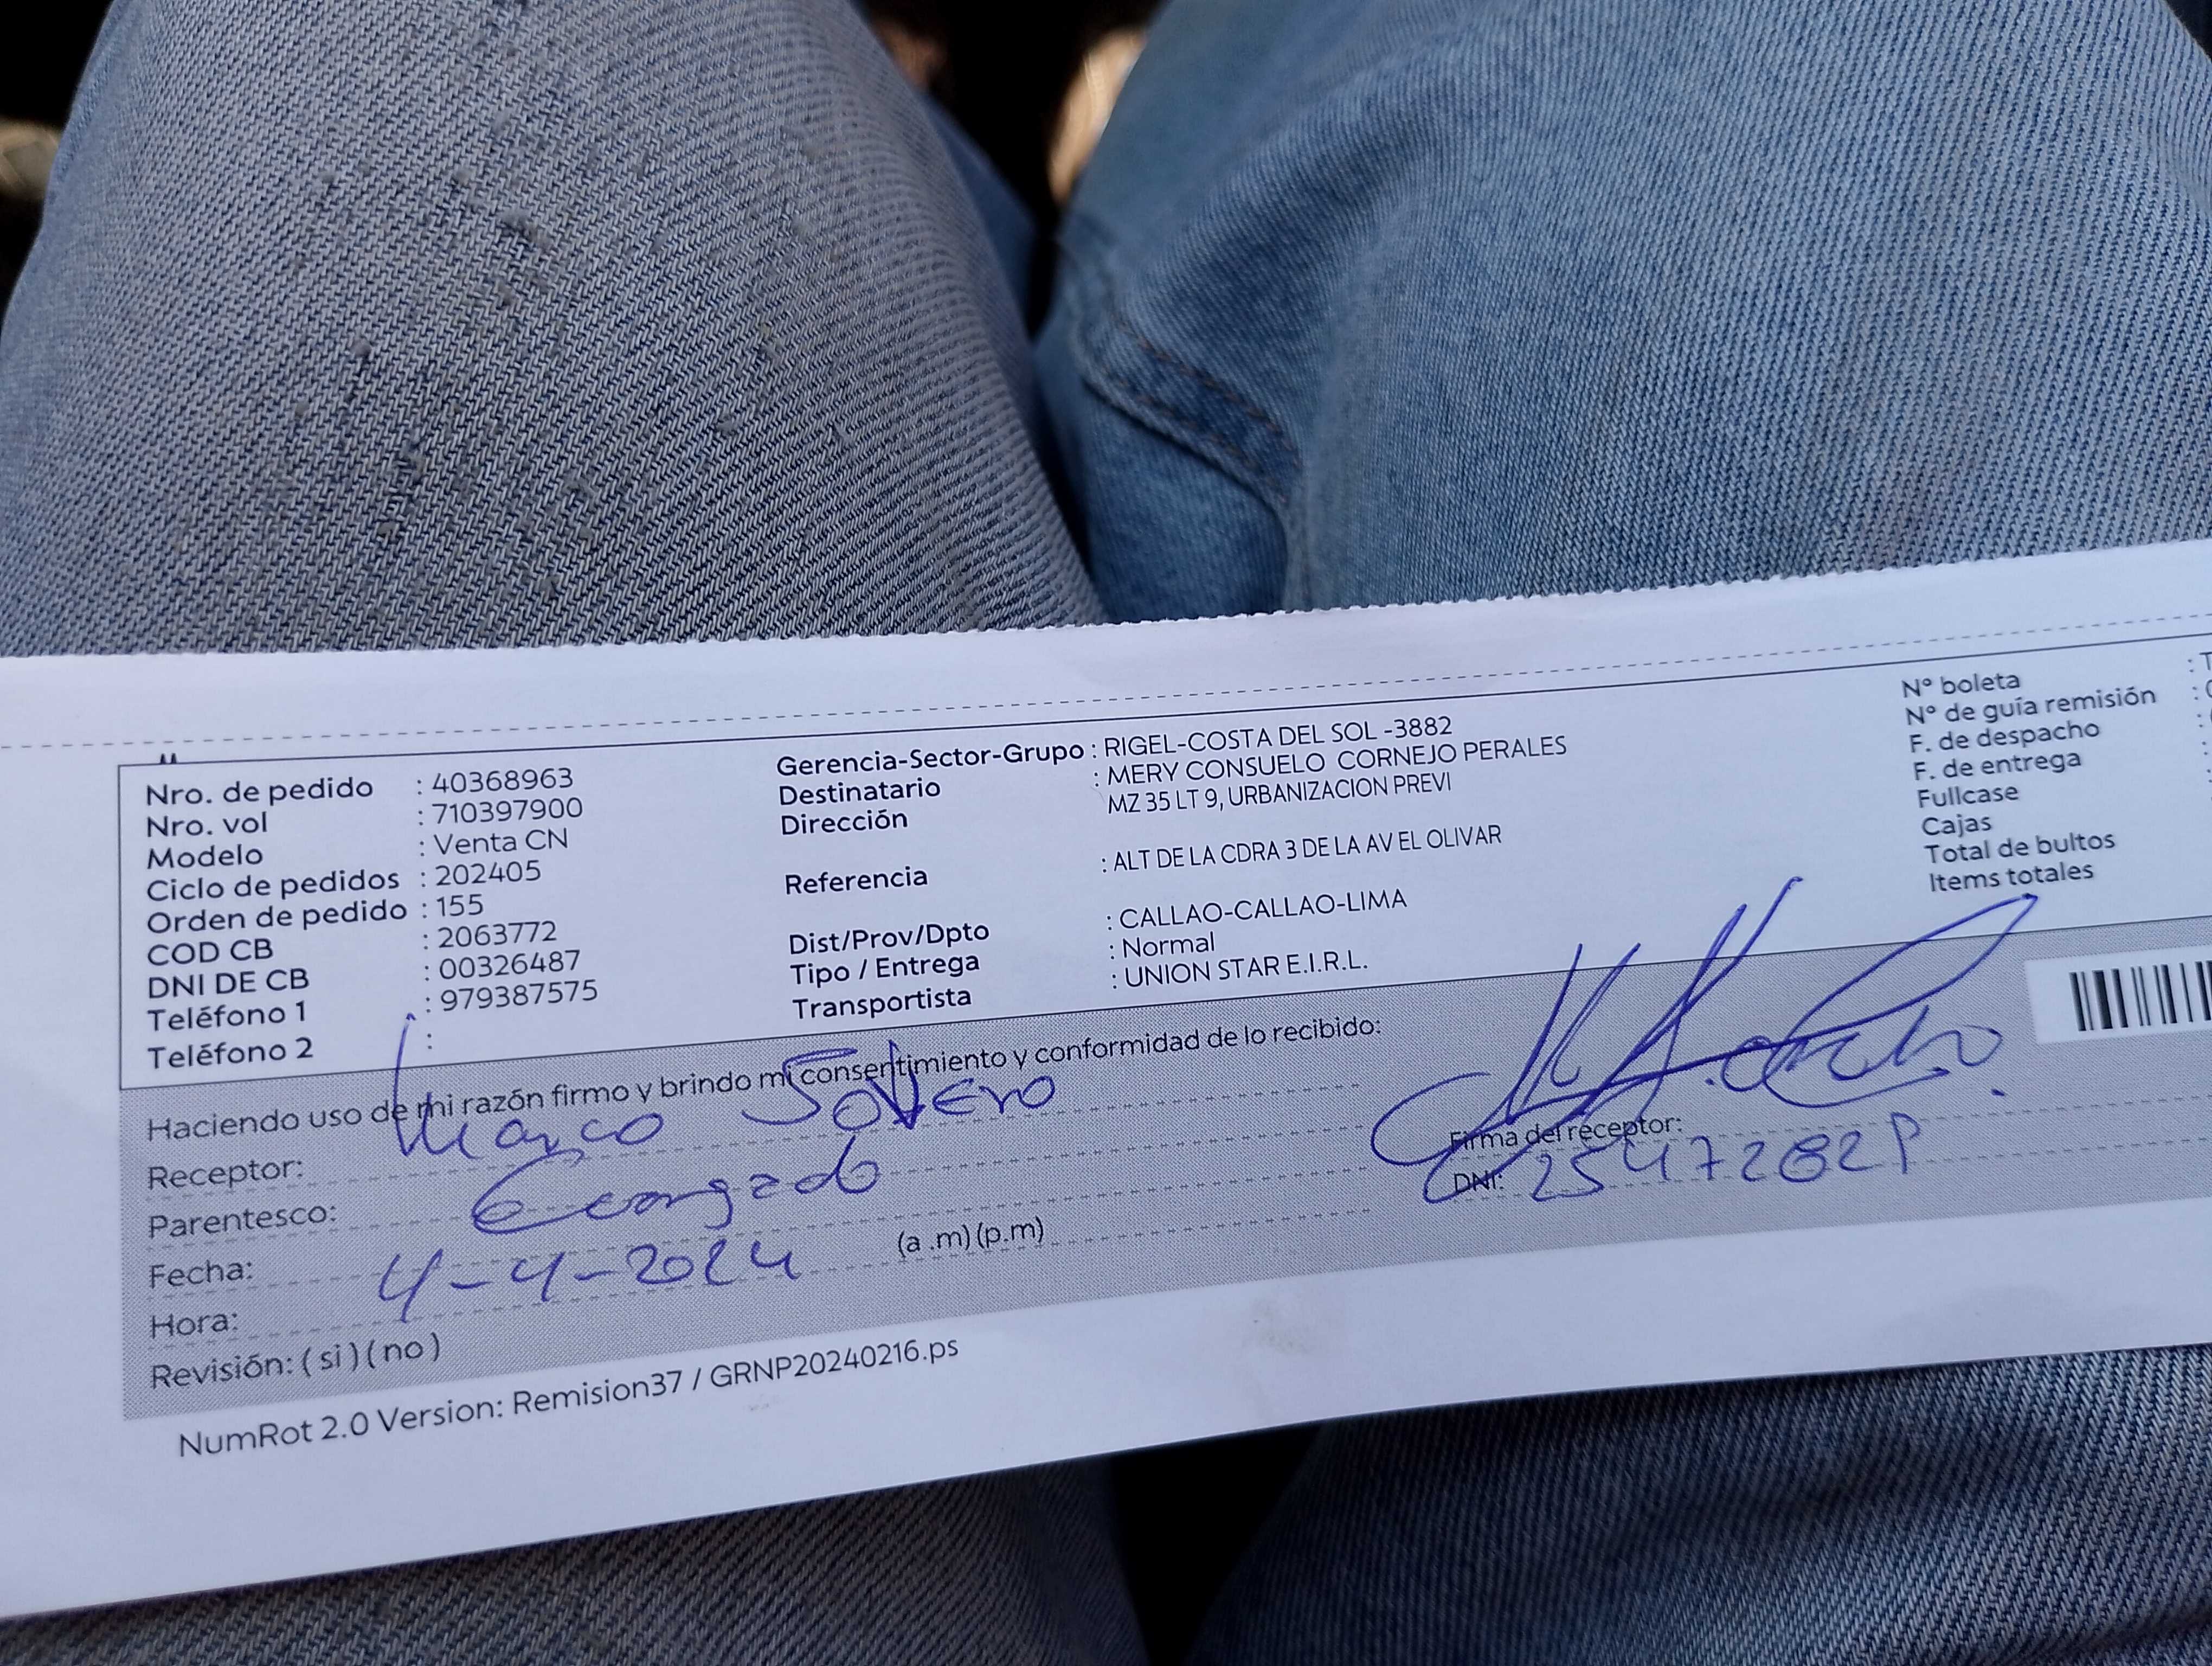 Nro. de pedido : 40368963
Nro. vol : 710397900
Modelo : Venta CN
Ciclo de pedidos : 202405
Orden de pedido : 155
COD CB : 2063772
DNI DE CB : 00326487
Teléfono 1 : 979387575
Teléfono 2 :
Gerencia-Sector-Grupo : RIGEL-COSTA DEL SOL -3882
Destinatario : MERY CONSUELO CORNEJO PERALES
Dirección MZ 35 LT 9, URBANIZACION PREVI
Referencia : ALT DE LA CDRA 3 DE LA AV EL OLIVAR
Dist/Prov/Dpto : CALLAO-CALLAO-LIMA
Tipo / Entrega : Normal
Transportista : UNION STAR E.I.R.L.
N° boleta : T
N° de guía remisión :
F. de despacho :
F. de entrega :
Fullcase
Cajas
Total de bultos
Items totales
Haciendo uso de mi razón firmo y brindo mi consentimiento y conformidad de lo recibido:
Receptor: Marco Sotero
Parentesco:
Fecha: 4-4-2024
Hora: (a .m) (p.m)
Revisión: ( si ) ( no )
Firma del receptor:
DNI:
NumRot 2.0 Version: Remision37 / GRNP20240216.ps